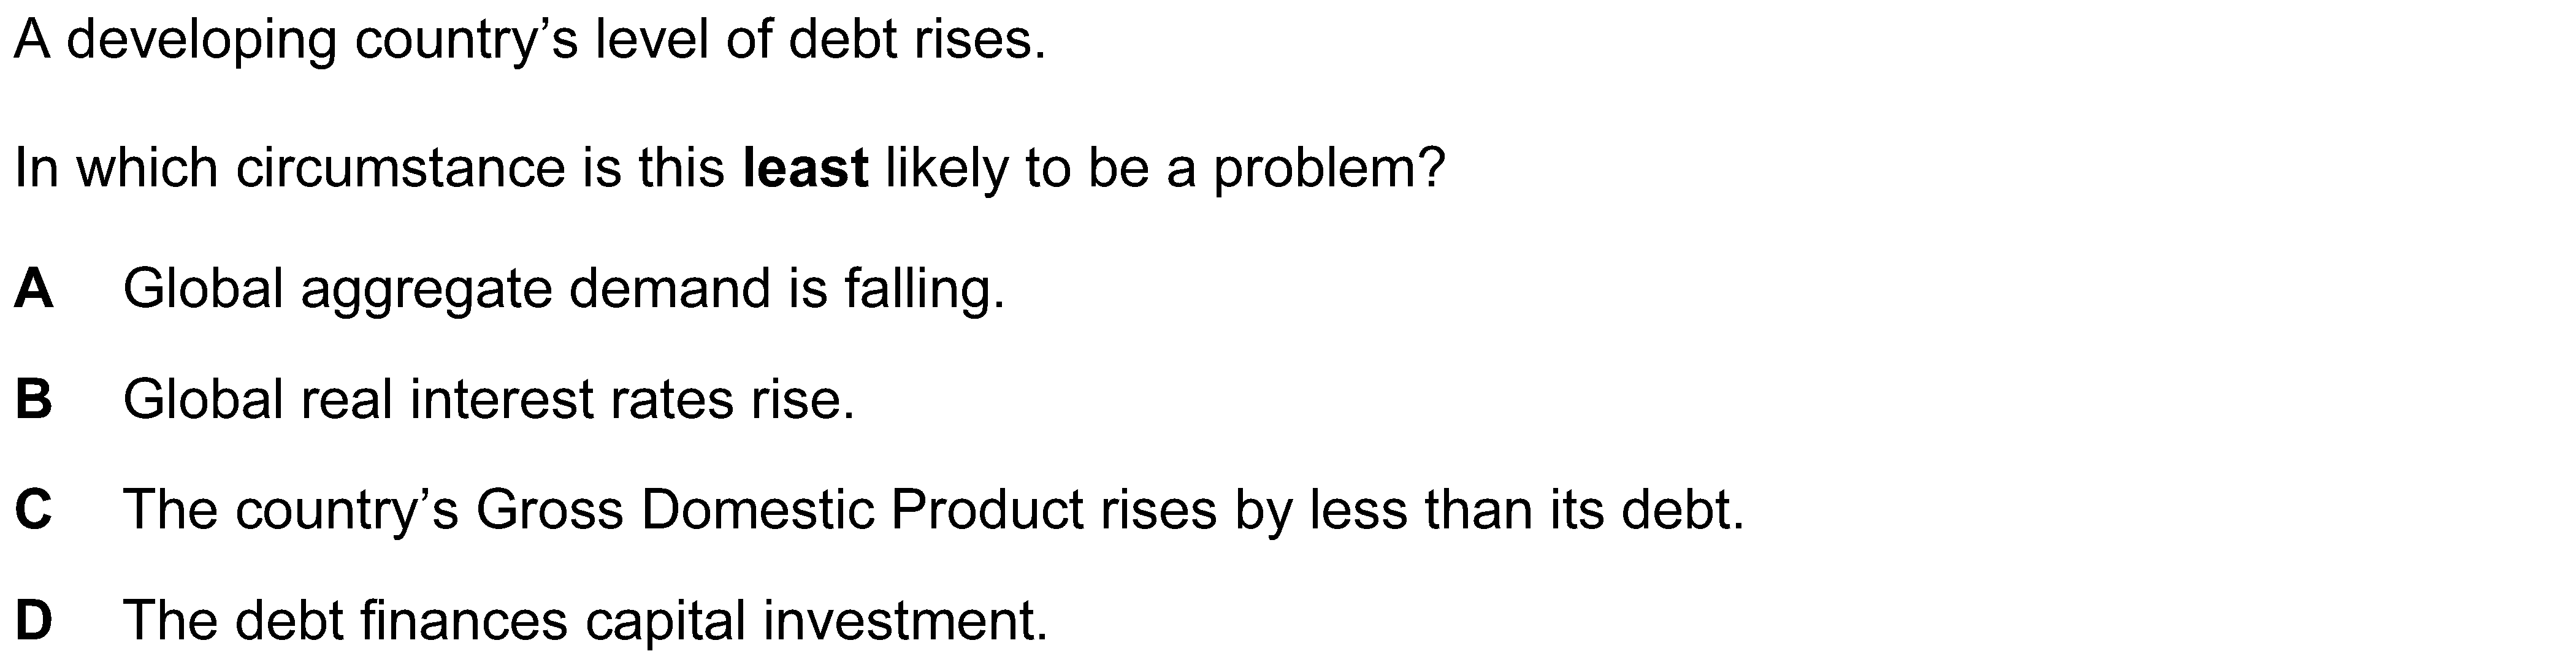 A developing country’s level of debt rises.
In which circumstance is this least likely to be a problem?
A Global aggregate demand is falling.
B Global real interest rates rise.
C The country’s Gross Domestic Product rises by less than its debt.
D The debt finances capital investment.